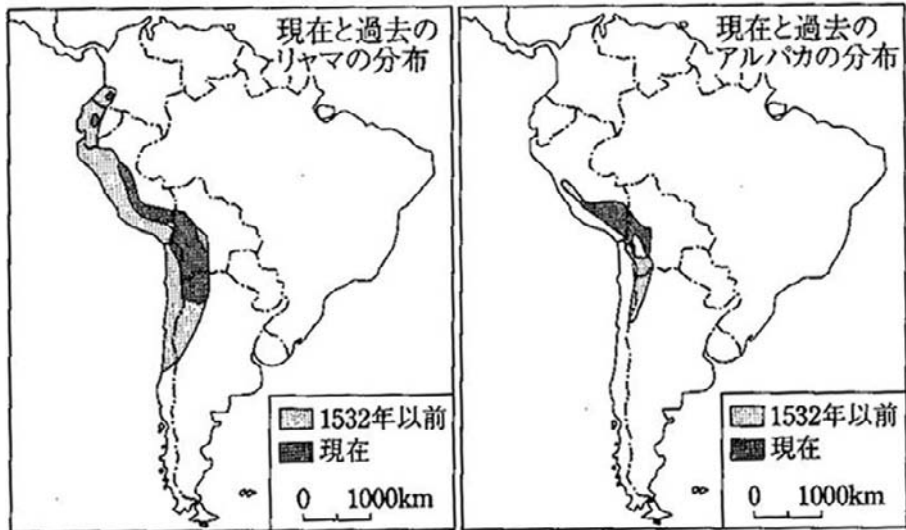 現在と過去の
リャマの分布
1532年以前
現在
0 1000km
現在と過去の
アルパカの分布
1532年以前
現在
0 1000km